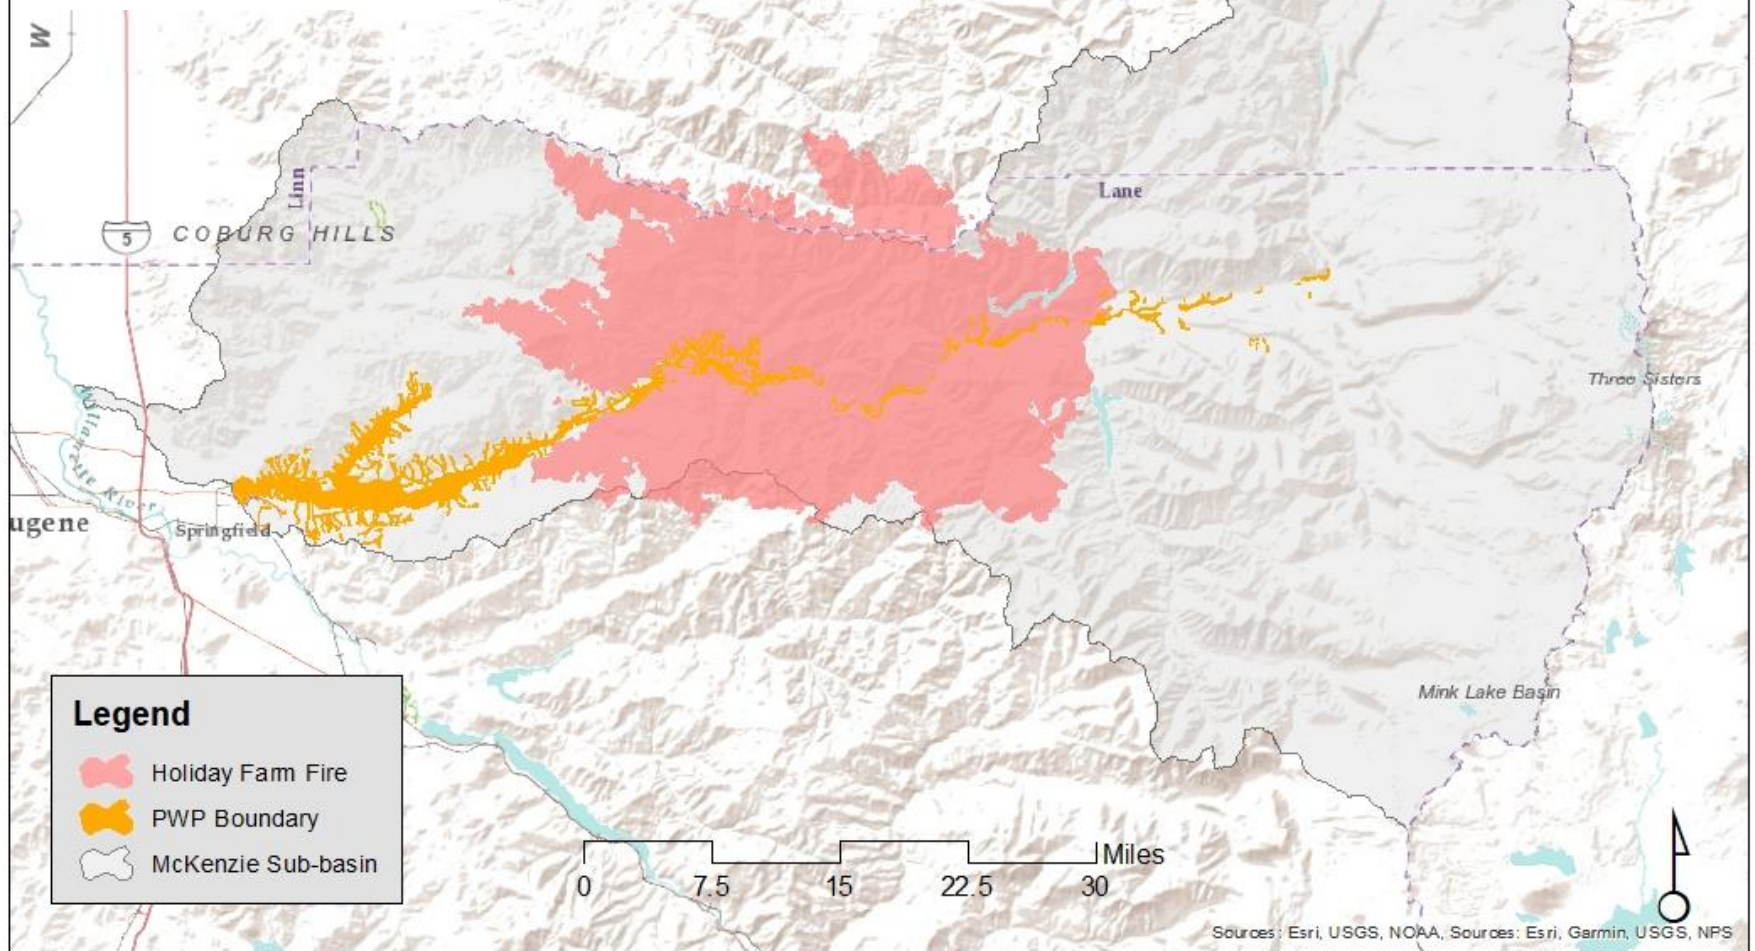 W
Linn
Lane
5
COBURG HILLS
Three Sisters
Willamette River
ugene
Springfield
Mink Lake Basin
Legend
Holiday Farm Fire
PWP Boundary
McKenzie Sub-basin
Miles
0 7.5 15 22.5 30
Sources: Esri, USGS, NOAA, Sources: Esri, Garmin, USGS, NPS